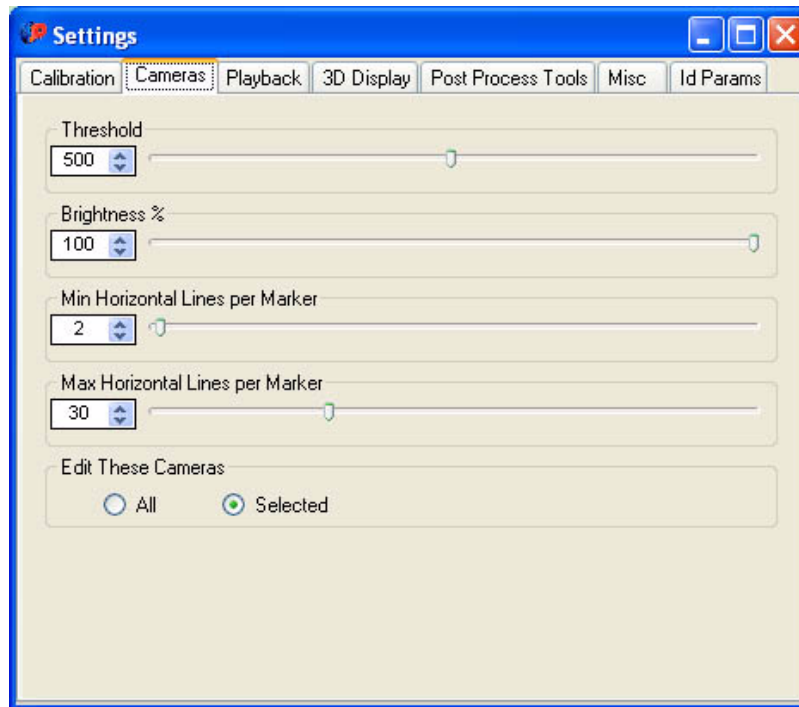 Settings
Calibration Cameras Playback 3D Display Post Process Tools Misc Id Params
Threshold
500
Brightness %
100
Min Horizontal Lines per Marker
2
Max Horizontal Lines per Marker
30
Edit These Cameras
All Selected